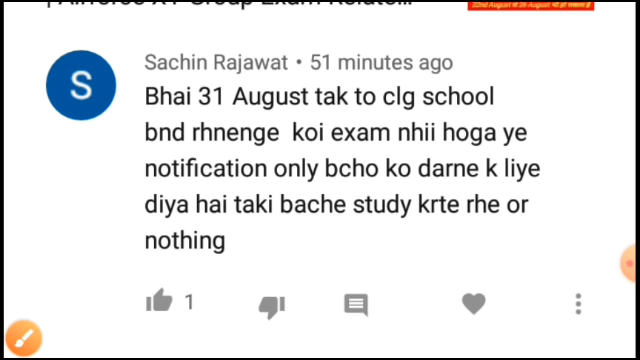 Sachin Rajawat • 51 minutes ago
S
Bhai 31 August tak to clg school
bnd rhnenge koi exam nhii hoga ye
notification only bcho ko darne k liye
diya hai taki bache study krte rhe or
nothing
1